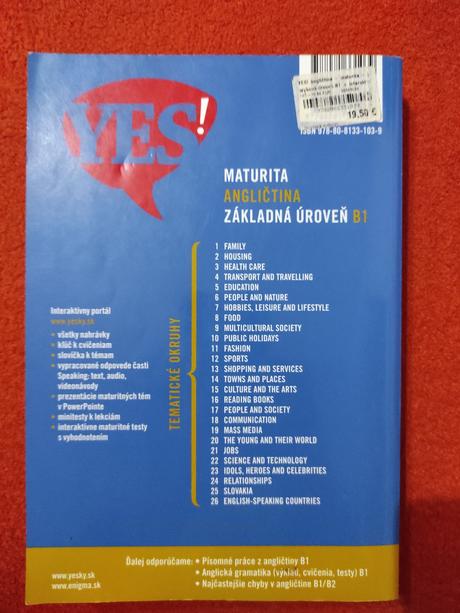 YES! angličtina - maturita -
19,50 €
ISBN 978-80-8133-103-9
YES!
MATURITA
ANGLIČTINA
ZÁKLADNÁ ÚROVEŇ B1
TEMATICKÉ OKRUHY
1 FAMILY
2 HOUSING
3 HEALTH CARE
4 TRANSPORT AND TRAVELLING
5 EDUCATION
6 PEOPLE AND NATURE
7 HOBBIES, LEISURE AND LIFESTYLE
8 FOOD
9 MULTICULTURAL SOCIETY
10 PUBLIC HOLIDAYS
11 FASHION
12 SPORTS
13 SHOPPING AND SERVICES
14 TOWNS AND PLACES
15 CULTURE AND THE ARTS
16 READING BOOKS
17 PEOPLE AND SOCIETY
18 COMMUNICATION
19 MASS MEDIA
20 THE YOUNG AND THEIR WORLD
21 JOBS
22 SCIENCE AND TECHNOLOGY
23 IDOLS, HEROES AND CELEBRITIES
24 RELATIONSHIPS
25 SLOVAKIA
26 ENGLISH-SPEAKING COUNTRIES
Interaktívny portál
www.yesky.sk
• všetky nahrávky
• kľúč k cvičeniam
• slovíčka k témam
• vypracované odpovede časti
Speaking: text, audio,
videonávody
• prezentácie maturitných tém
v PowerPointe
• minitesty k lekciám
• interaktívne maturitné testy
s vyhodnotením
Ďalej odporúčame: • Písomné práce z angličtiny B1
• Anglická gramatika (výklad, cvičenia, testy) B1
• Najčastejšie chyby v angličtine B1/B2
www.yesky.sk
www.enigma.sk